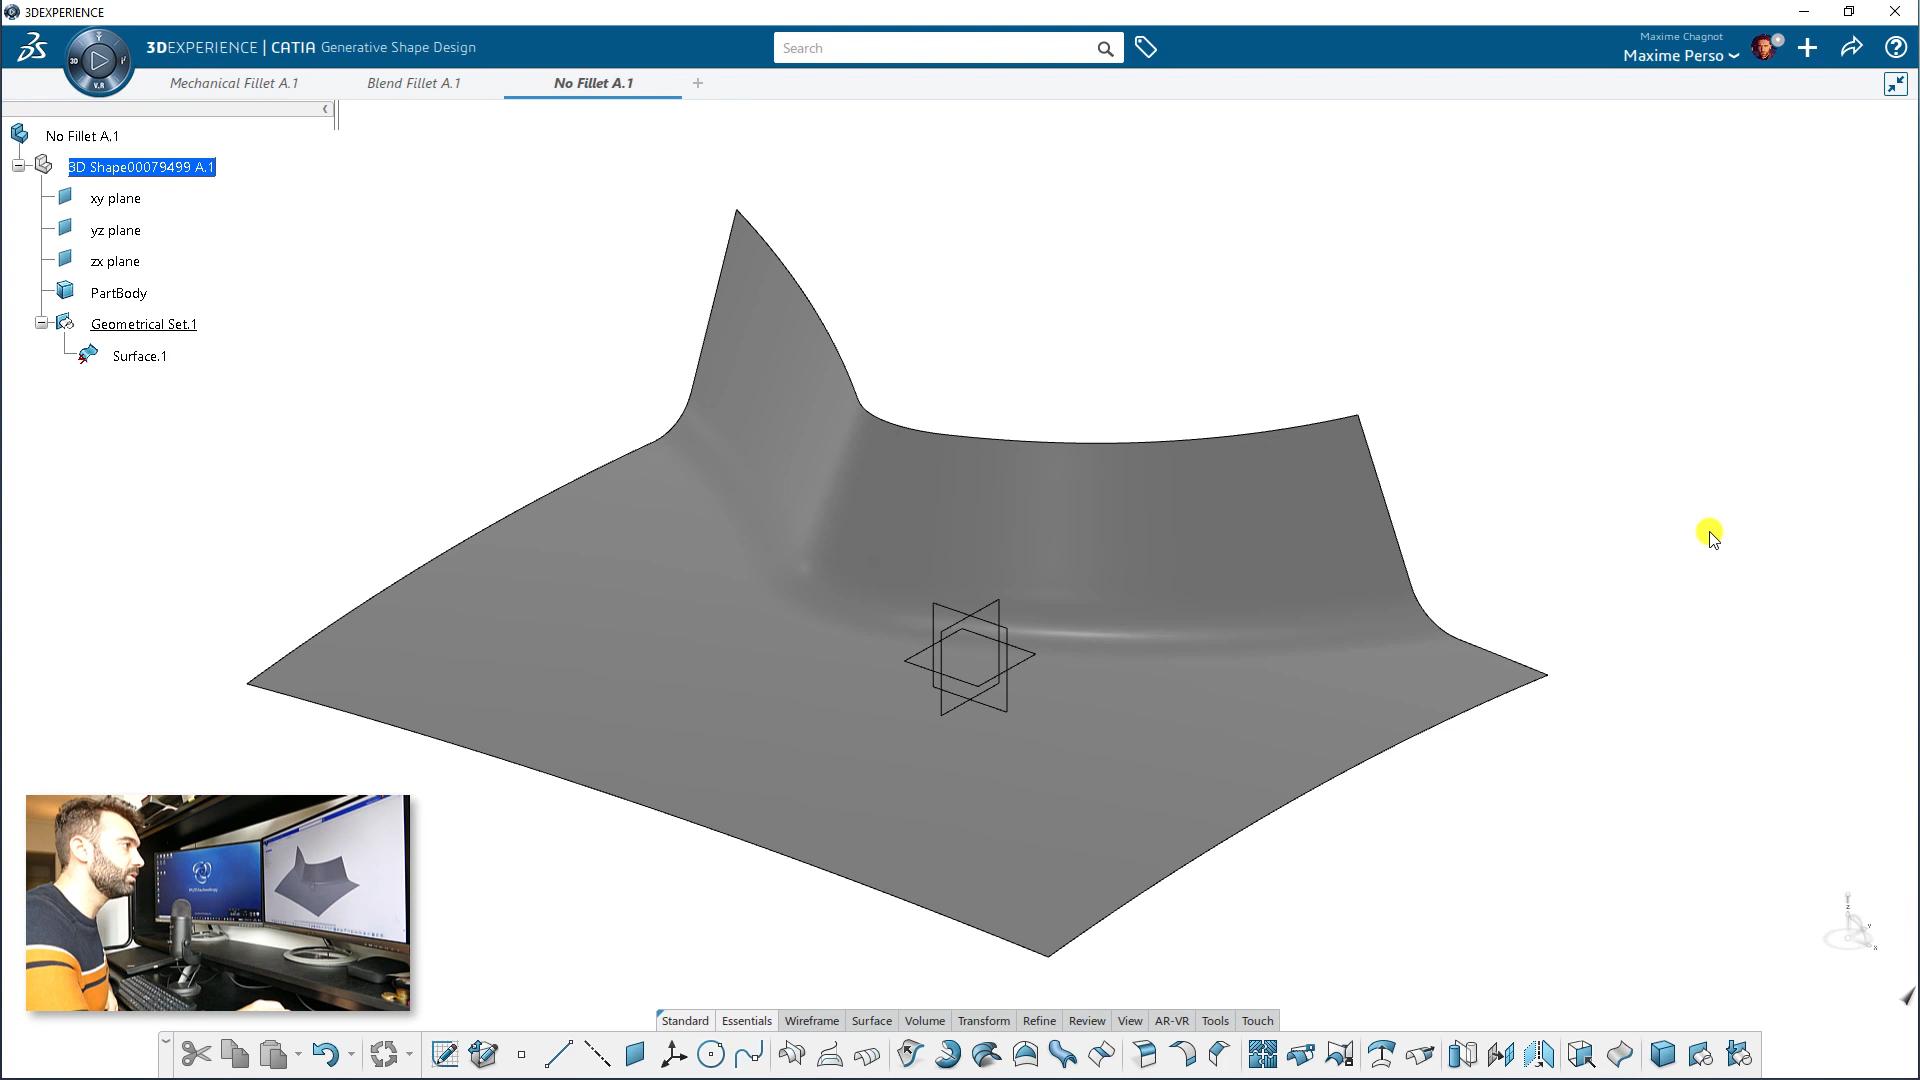 3DEXPERIENCE
3DEXPERIENCE | CATIA Generative Shape Design
Search
Maxime Chagnot
Maxime Perso
3D
V.R
Mechanical Fillet A.1
Blend Fillet A.1
No Fillet A.1
No Fillet A.1
3D Shape00079499 A.1
xy plane
yz plane
zx plane
PartBody
Geometrical Set.1
Surface.1
z
y
x
Standard
Essentials
Wireframe
Surface
Volume
Transform
Refine
Review
View
AR-VR
Tools
Touch